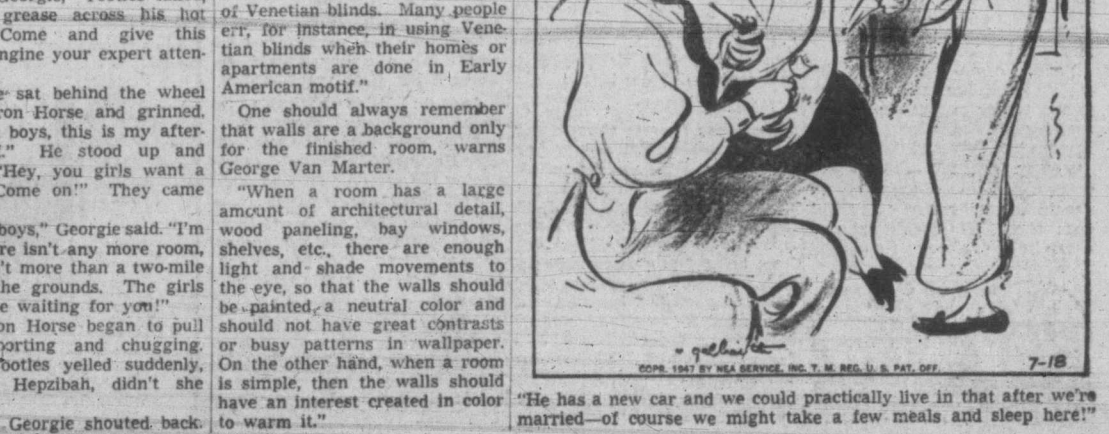 grease across his hot
Come and give this
ngine your expert atten-
sat behind the wheel
ron Horse and grinned.
boys, this is my after-
." He stood up and
"Hey, you girls want a
Come on!" They came
boys," Georgie said. "I'm
re isn't any more room,
't more than a two-mile
he grounds. The girls
e waiting for you!"
on Horse began to pull
orting and chugging.
ootles yelled suddenly,
Hepzibah, didn't she
Georgie shouted back.
of Venetian blinds. Many people
err, for instance, in using Vene-
tian blinds when their homes or
apartments are done in Early
American motif."
One should always remember
that walls are a background only
for the finished room, warns
George Van Marter.
"When a room has a large
amount of architectural detail,
wood paneling, bay windows,
shelves, etc., there are enough
light and shade movements to
the eye, so that the walls should
be painted a neutral color and
should not have great contrasts
or busy patterns in wallpaper.
On the other hand, when a room
is simple, then the walls should
have an interest created in color
to warm it."
galbraith
COPR. 1947 BY NEA SERVICE, INC. T. M. REG. U. S. PAT. OFF.
7-18
"He has a new car and we could practically live in that after we're
married—of course we might take a few meals and sleep here!"